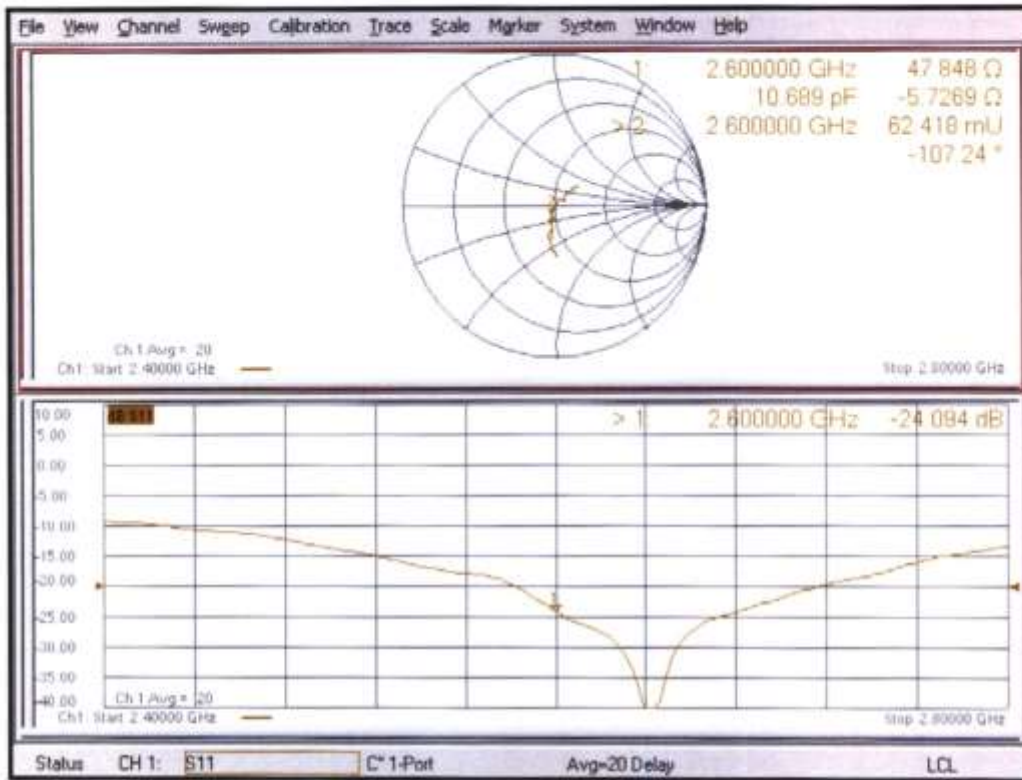 File View Channel Sweep Calibration Trace Scale Marker System Window Help
1: 2.600000 GHz 47.848 Ω
10.689 pF -5.7269 Ω
> 2: 2.600000 GHz 62.418 mU
-107.24 °
Ch 1 Avg = 20
Ch1: Start 2.40000 GHz
Stop 2.80000 GHz
10.00
dB S11
> 1: 2.600000 GHz -24.094 dB
5.00
0.00
-5.00
-10.00
-15.00
-20.00
-25.00
-30.00
-35.00
-40.00
1
Ch 1 Avg = 20
Ch1: Start 2.40000 GHz
Stop 2.80000 GHz
Status CH 1: S11 C* 1-Port Avg=20 Delay LCL